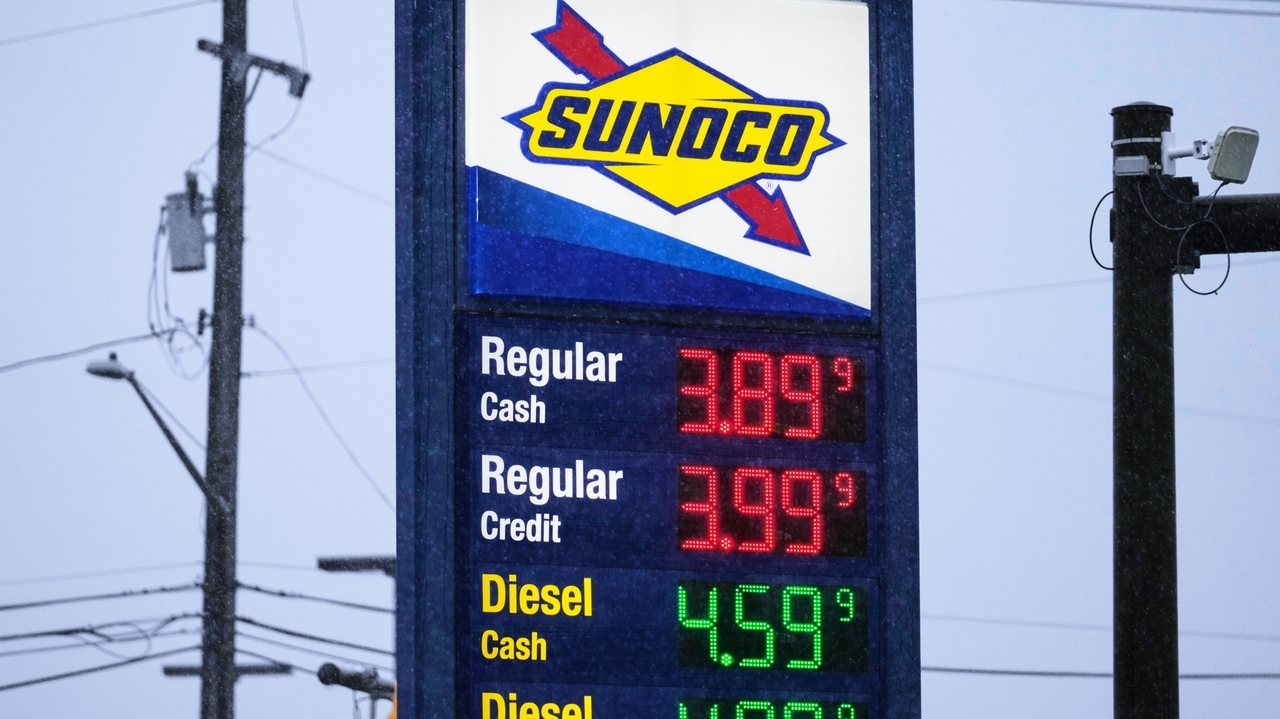 SUNOCO
®
Regular 3.89 9
Cash
Regular 3.99 9
Credit
Diesel 4.59 9
Cash
Diesel